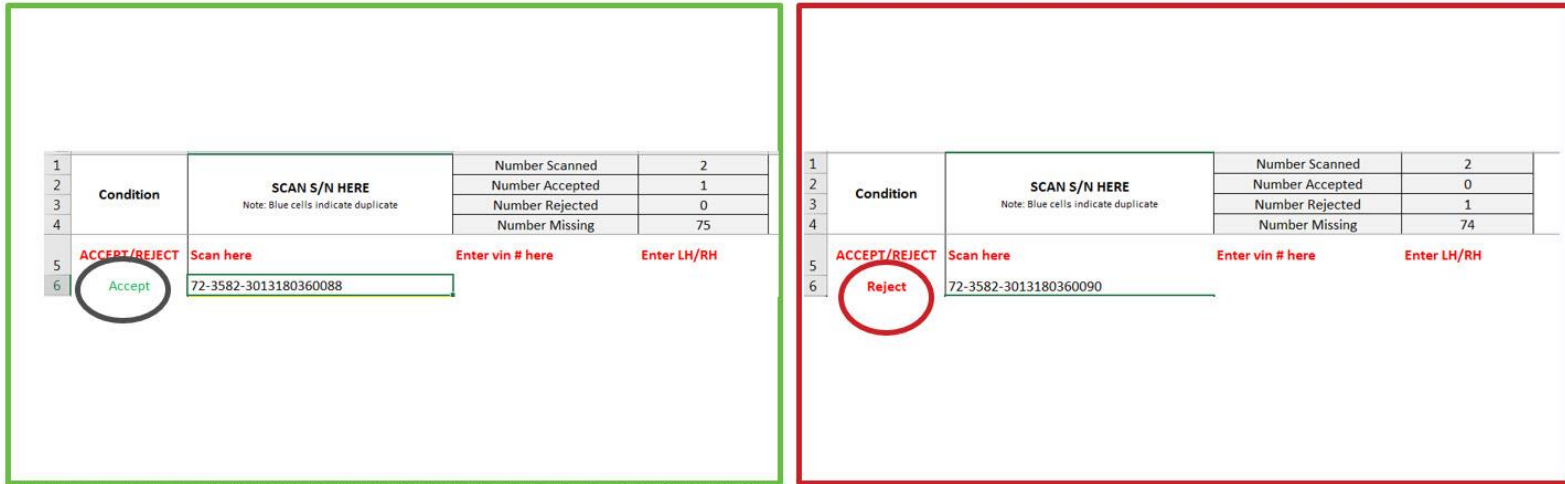 1 Condition SCAN S/N HERE Number Scanned 2
2 Note: Blue cells indicate duplicate Number Accepted 1
3 Number Rejected 0
4 Number Missing 75
5 ACCEPT/REJECT Scan here Enter vin # here Enter LH/RH
6 Accept 72-3582-3013180360088
1 Condition SCAN S/N HERE Number Scanned 2
2 Note: Blue cells indicate duplicate Number Accepted 0
3 Number Rejected 1
4 Number Missing 74
5 ACCEPT/REJECT Scan here Enter vin # here Enter LH/RH
6 Reject 72-3582-3013180360090